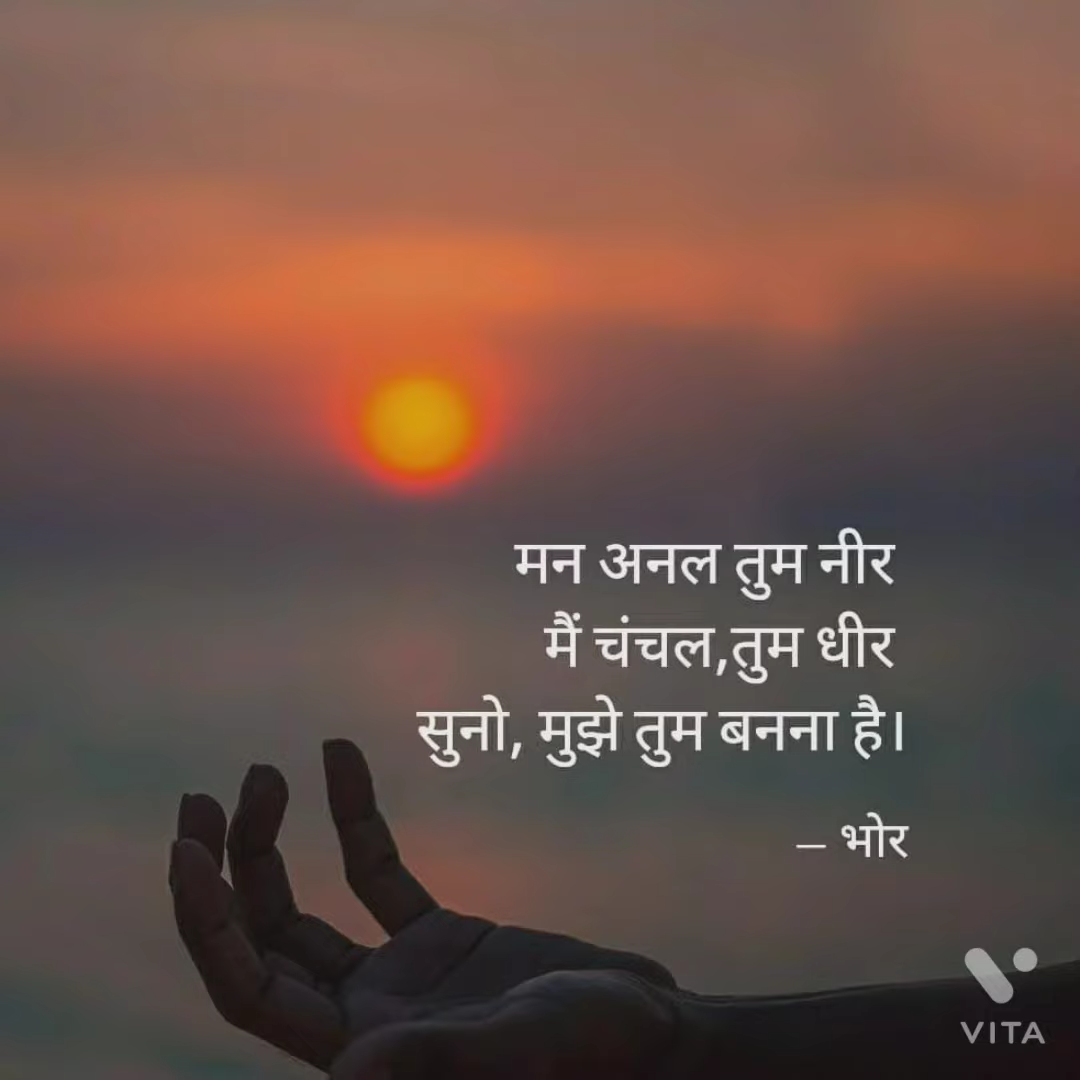 मन अनल तुम नीर
मैं चंचल,तुम धीर
सुनो, मुझे तुम बनना है।
– भोर
VITA